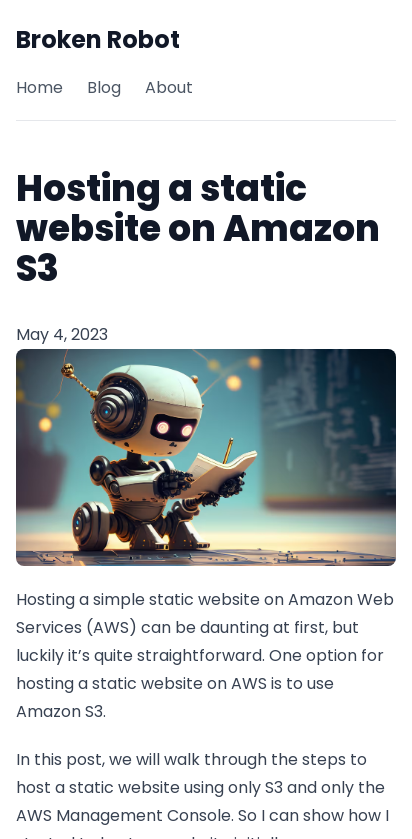 Broken Robot
Home Blog About
Hosting a static
website on Amazon
S3
May 4, 2023
Hosting a simple static website on Amazon Web
Services (AWS) can be daunting at first, but
luckily it’s quite straightforward. One option for
hosting a static website on AWS is to use
Amazon S3.
In this post, we will walk through the steps to
host a static website using only S3 and only the
AWS Management Console. So I can show how I